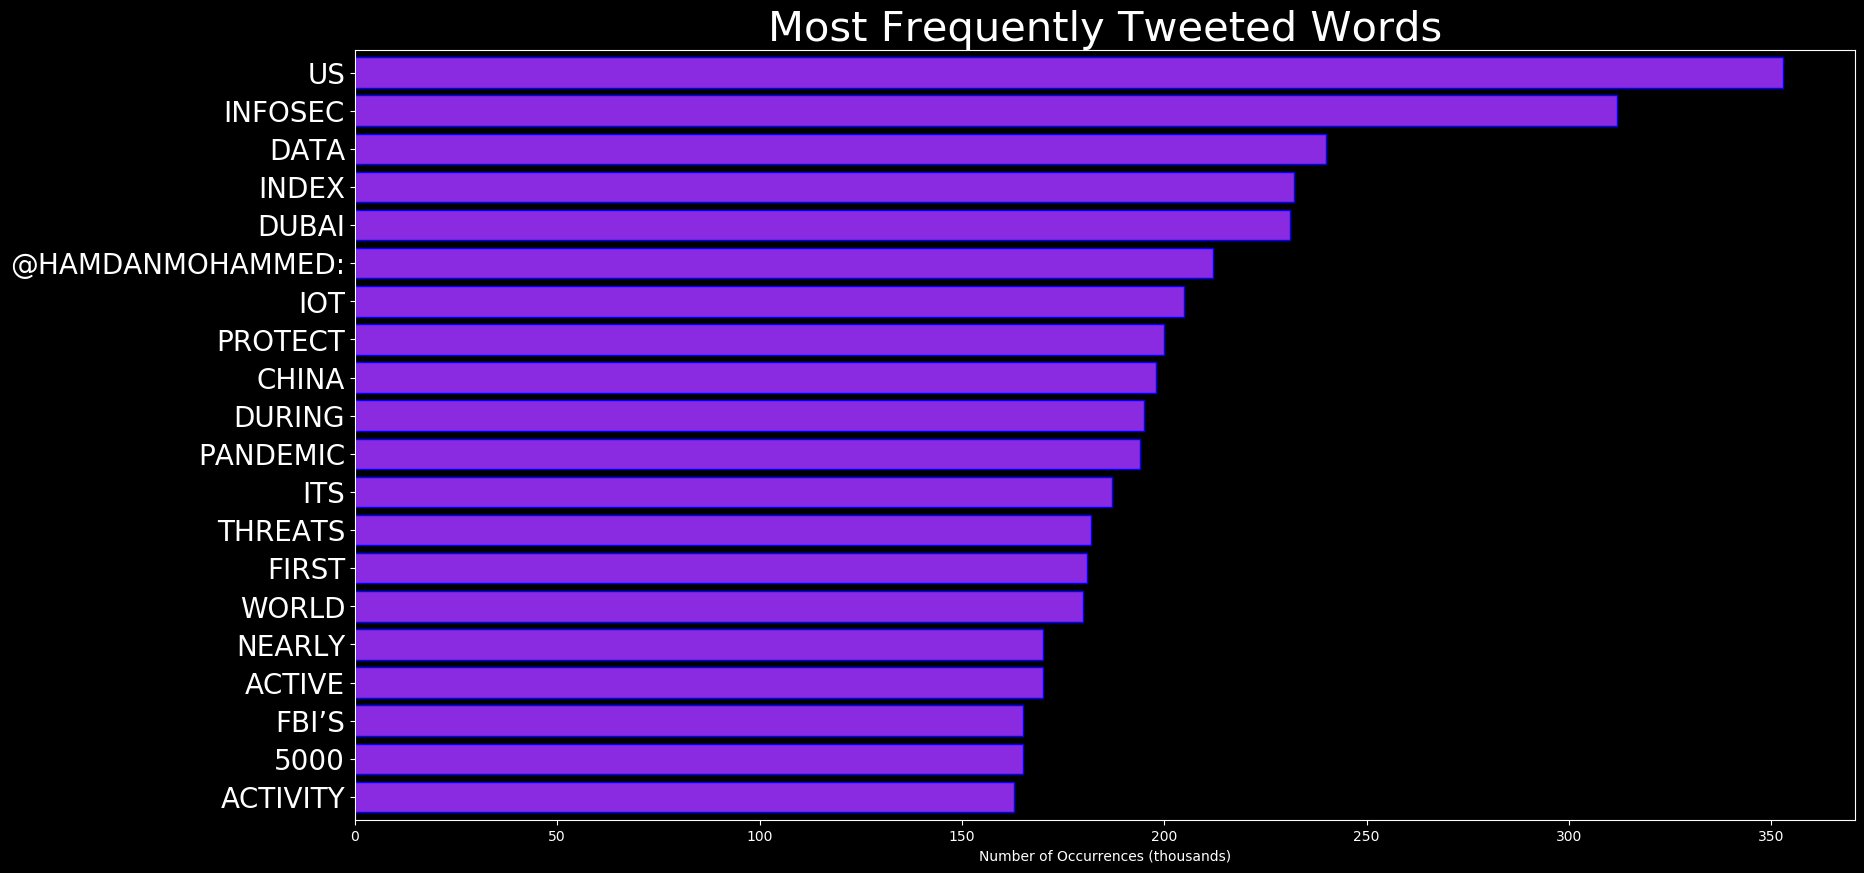 Most Frequently Tweeted Words
US
INFOSEC
DATA
INDEX
DUBAI
@HAMDANMOHAMMED:
IOT
PROTECT
CHINA
DURING
PANDEMIC
ITS
THREATS
FIRST
WORLD
NEARLY
ACTIVE
FBI’S
5000
ACTIVITY
0 50 100 150 200 250 300 350
Number of Occurrences (thousands)